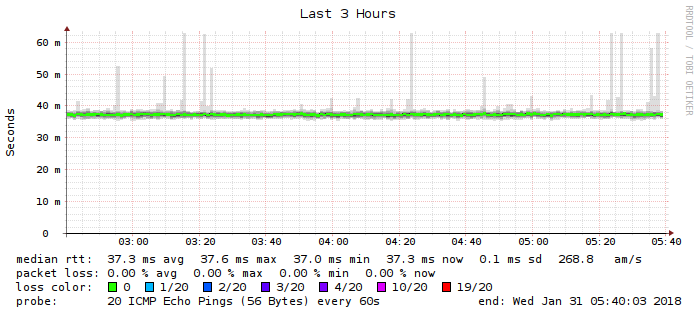 Last 3 Hours
RRDTOOL / TOBI OETIKER
Seconds
60 m
50 m
40 m
30 m
20 m
10 m
0
03:00 03:20 03:40 04:00 04:20 04:40 05:00 05:20 05:40
median rtt: 37.3 ms avg 37.6 ms max 37.0 ms min 37.3 ms now 0.1 ms sd 268.8 am/s
packet loss: 0.00 % avg 0.00 % max 0.00 % min 0.00 % now
loss color: 0 1/20 2/20 3/20 4/20 10/20 19/20
probe: 20 ICMP Echo Pings (56 Bytes) every 60s end: Wed Jan 31 05:40:03 2018